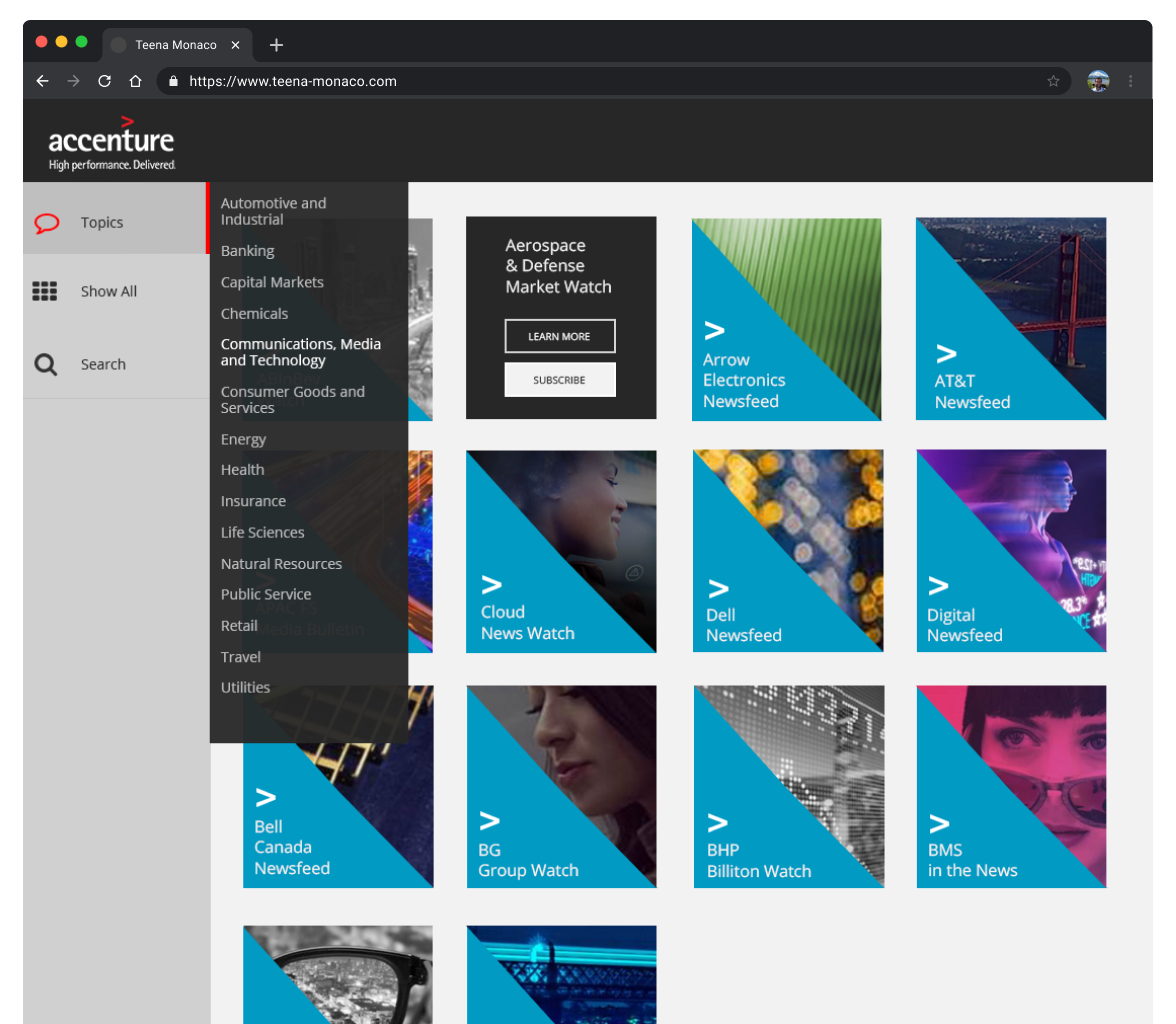 Teena Monaco
https://www.teena-monaco.com
>
accenture
High performance. Delivered.
Topics
Show All
Search
Automotive and
Industrial
Banking
Capital Markets
Chemicals
Communications, Media
and Technology
Consumer Goods and
Services
Energy
Health
Insurance
Life Sciences
Natural Resources
Public Service
Retail
Travel
Utilities
Aerospace
& Defense
Market Watch
LEARN MORE
SUBSCRIBE
>
Arrow
Electronics
Newsfeed
>
AT&T
Newsfeed
APAC FS
Media Bulletin
>
Cloud
News Watch
>
Dell
Newsfeed
>
Digital
Newsfeed
>
Bell
Canada
Newsfeed
>
BG
Group Watch
>
BHP
Billiton Watch
>
BMS
in the News